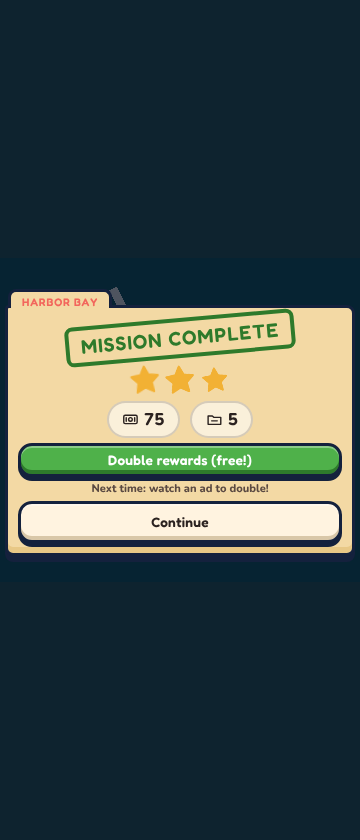 HARBOR BAY
MISSION COMPLETE
75
5
Double rewards (free!)
Next time: watch an ad to double!
Continue